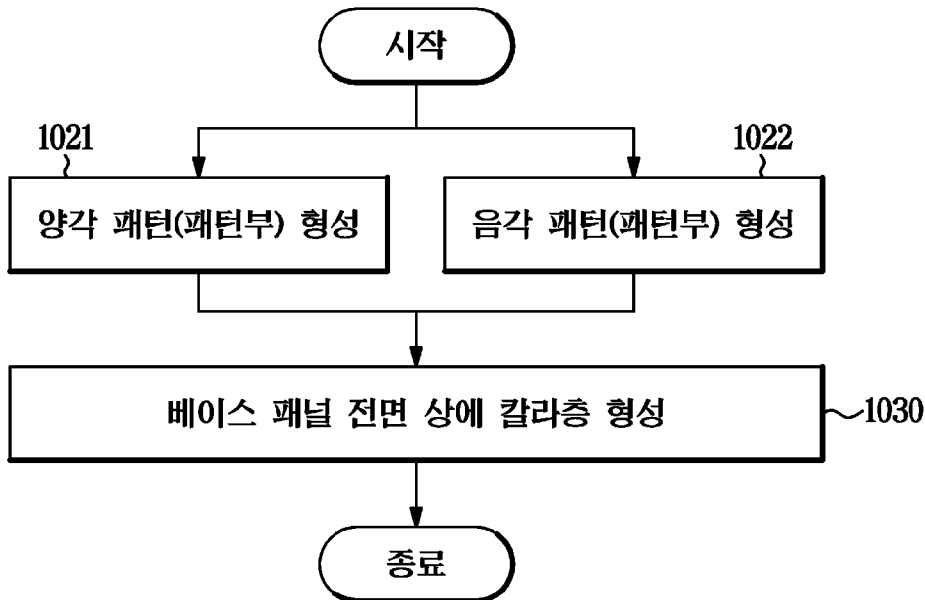 시작
1021
1022
양각 패턴(패턴부) 형성
음각 패턴(패턴부) 형성
베이스 패널 전면 상에 칼라층 형성
1030
종료